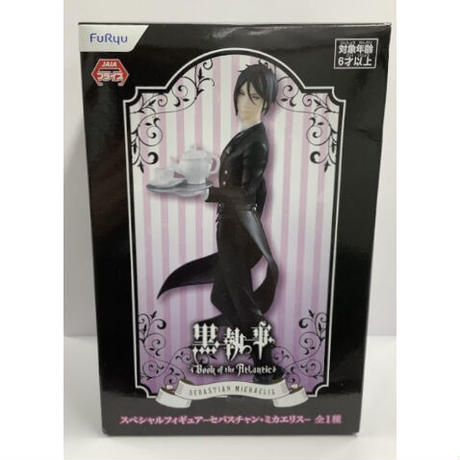 FuRyu
JAIA
プライズ
対象年齢
6才以上
黒執事
Book of the Atlantic
SEBASTIAN MICHAELIS
スペシャルフィギュアーセバスチャン・ミカエリスー 全1種